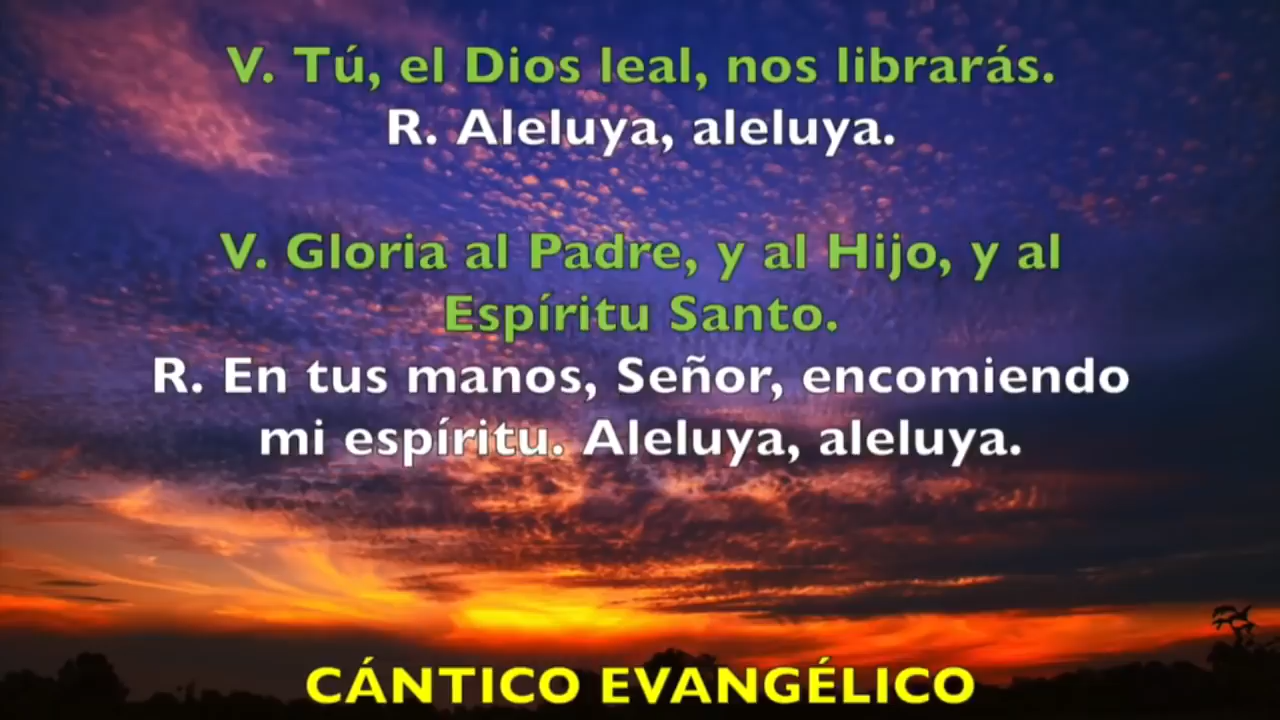 V. Tú, el Dios leal, nos librarás.
R. Aleluya, aleluya.
V. Gloria al Padre, y al Hijo, y al
Espíritu Santo.
R. En tus manos, Señor, encomiendo
mi espíritu. Aleluya, aleluya.
CÁNTICO EVANGÉLICO